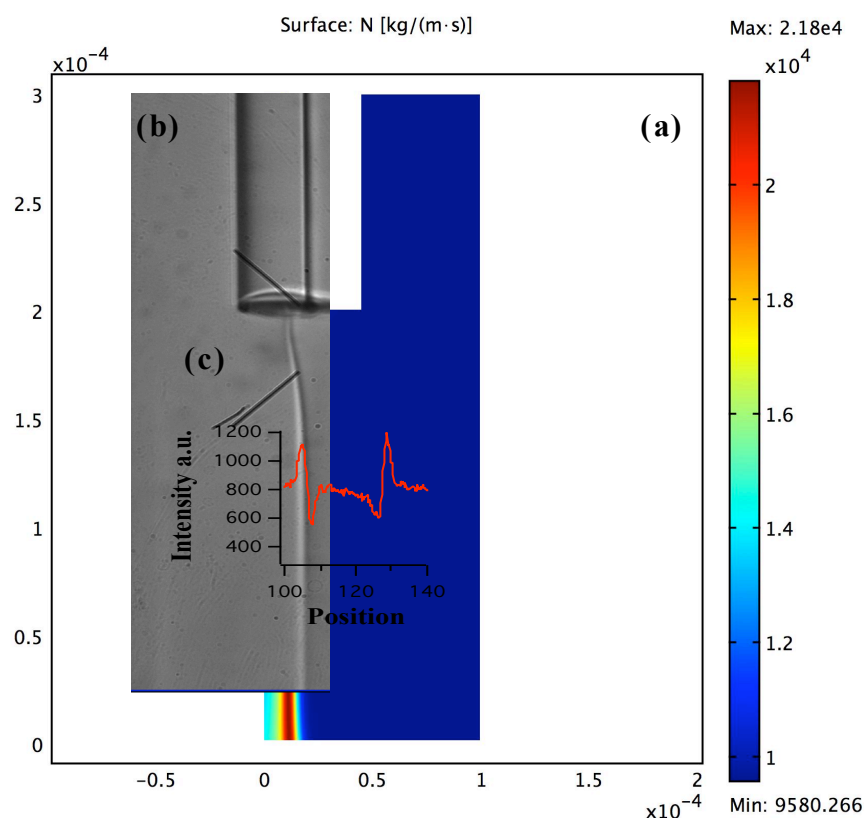 Surface: N [kg/(m·s)]
Max: 2.18e4
x10⁻⁴
x10⁴
3
(b)
(a)
2
2.5
1.8
2
(c)
1.6
1.5
Intensity a.u.
1200
1000
800
600
400
1.4
1
100
120
140
Position
1.2
0.5
1
0
-0.5
0
0.5
1
1.5
2
x10⁻⁴
Min: 9580.266